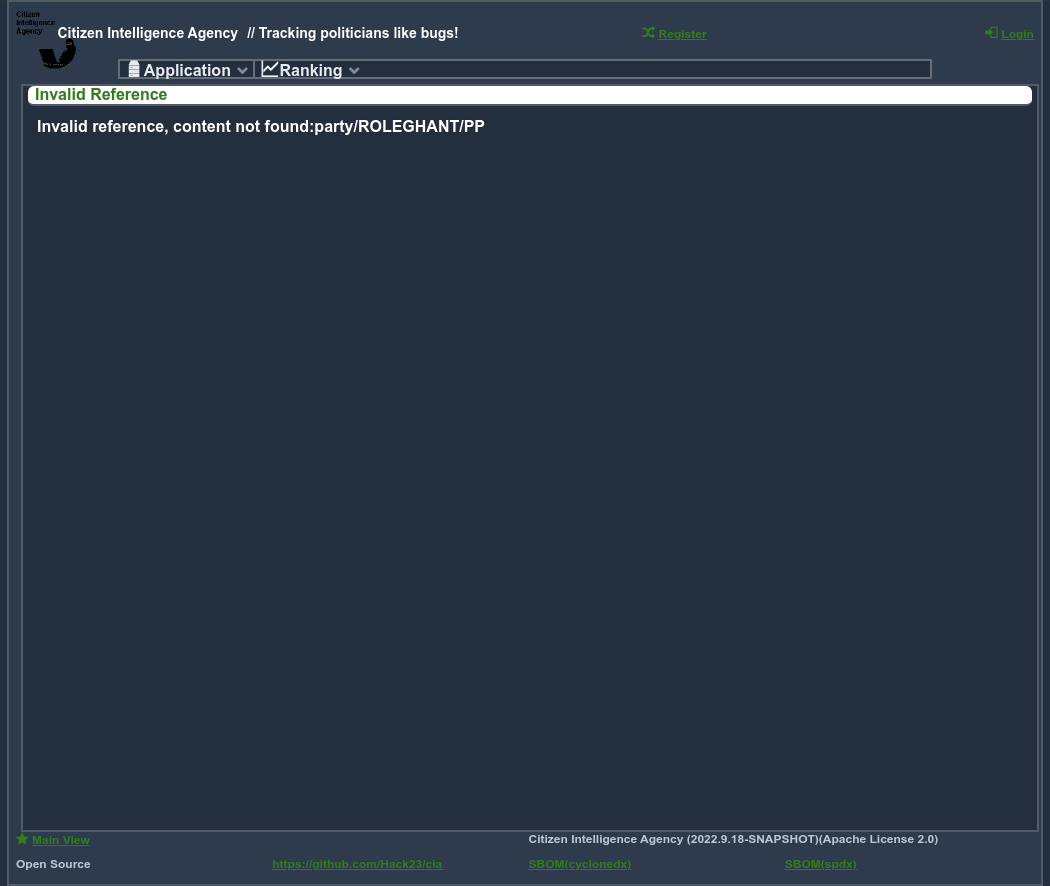 Citizen
Intelligence
Agency
Citizen Intelligence Agency // Tracking politicians like bugs!
Register
Login
Application
Ranking
Invalid Reference
Invalid reference, content not found:party/ROLEGHANT/PP
Main View
Citizen Intelligence Agency (2022.9.18-SNAPSHOT)(Apache License 2.0)
Open Source
https://github.com/Hack23/cia
SBOM(cyclonedx)
SBOM(spdx)